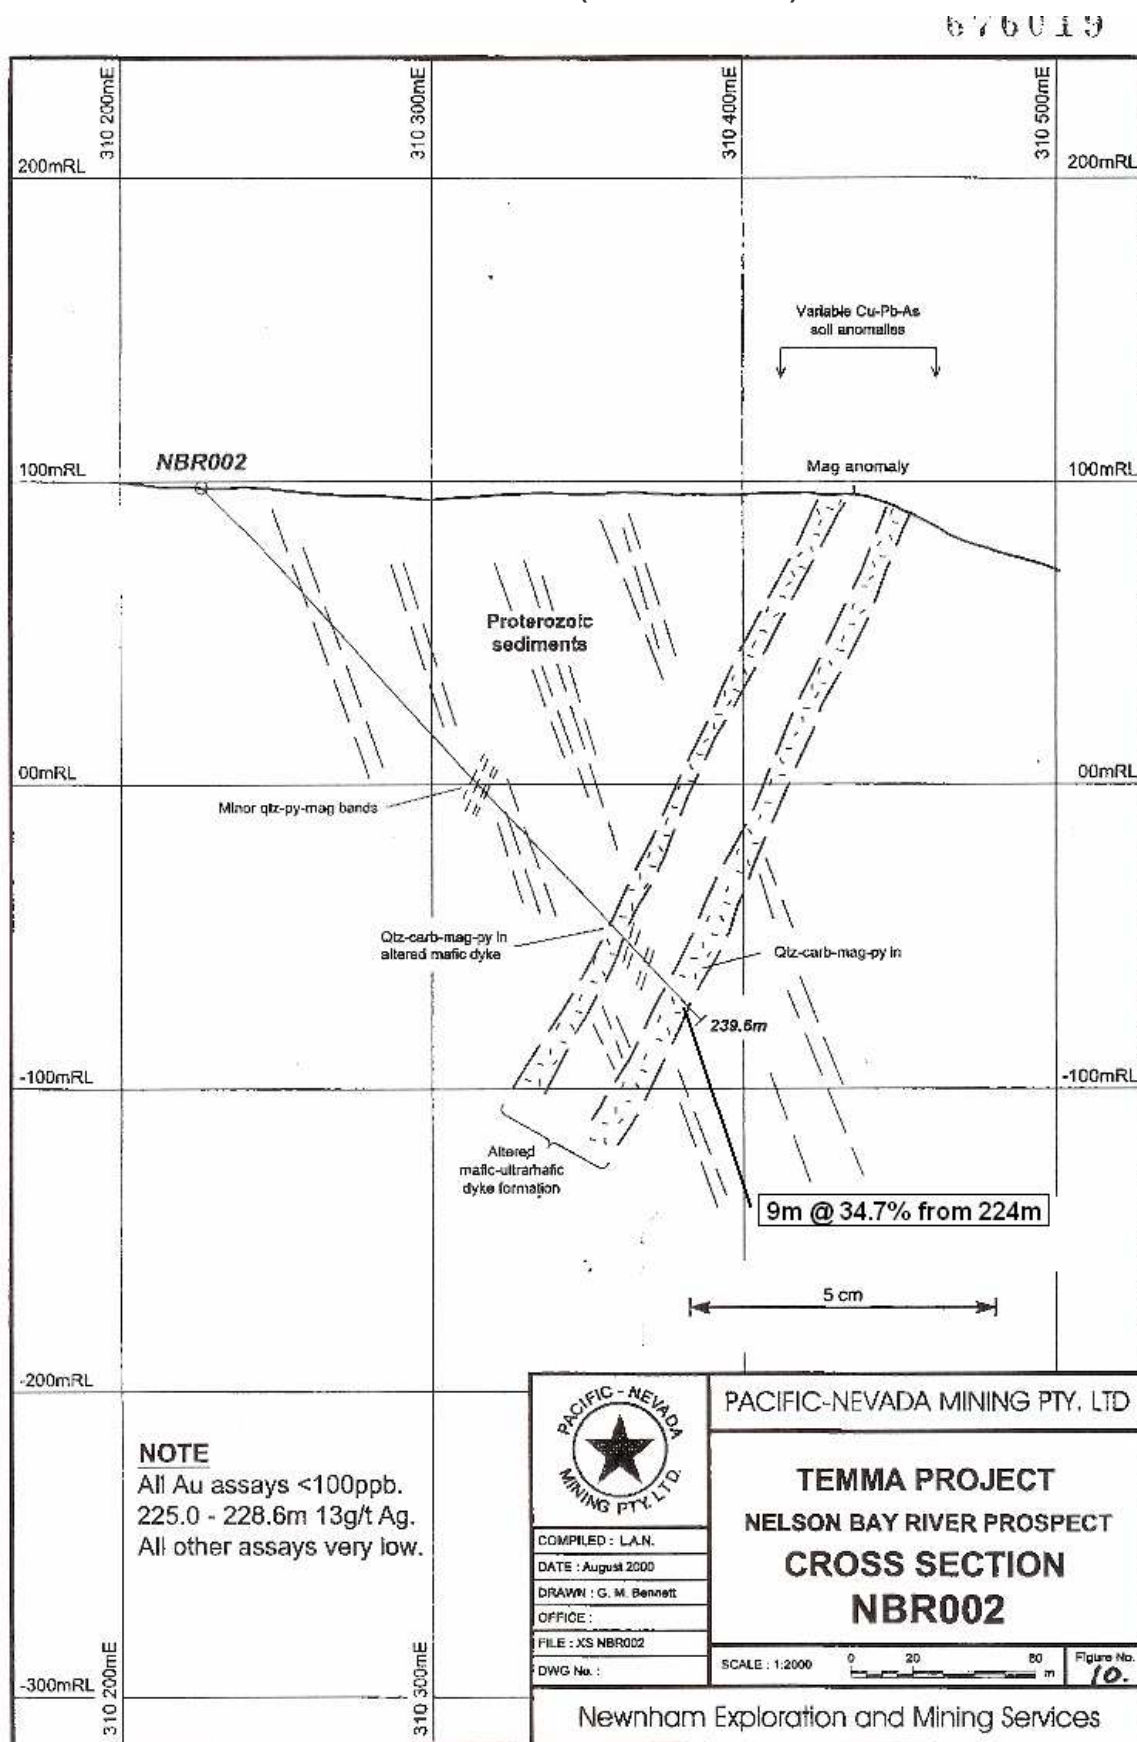 676019
310 200mE
310 300mE
310 400mE
310 500mE
200mRL
200mRL
Variable Cu-Pb-As
soil anomalies
100mRL
NBR002
Mag anomaly
100mRL
Proterozoic
sediments
00mRL
00mRL
Minor qtz-py-mag bands
Qtz-carb-mag-py in
altered mafic dyke
Qtz-carb-mag-py in
239.6m
-100mRL
-100mRL
Altered
mafic-ultramafic
dyke formation
9m @ 34.7% from 224m
5 cm
-200mRL
NOTE
All Au assays <100ppb.
225.0 - 228.6m 13g/t Ag.
All other assays very low.
PACIFIC - NEVADA
MINING PTY. LTD.
PACIFIC-NEVADA MINING PTY. LTD
TEMMA PROJECT
NELSON BAY RIVER PROSPECT
CROSS SECTION
NBR002
COMPILED : L.A.N.
DATE : August 2000
DRAWN : G. M. Bennett
OFFICE :
FILE : XS NBR002
DWG No. :
SCALE : 1:2000
0 20 60
m
Figure No.
10.
-300mRL
310 200mE
310 300mE
Newnham Exploration and Mining Services